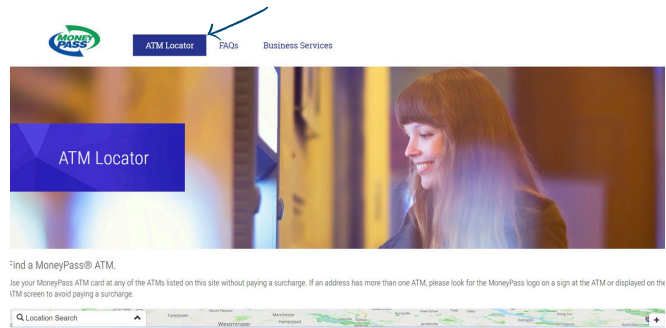 MONEY
PASS
ATM Locator FAQs Business Services
ATM Locator
Find a MoneyPass® ATM.
Use your MoneyPass ATM card at any of the ATMs listed on this site without paying a surcharge. If an address has more than one ATM, please look for the MoneyPass logo on a sign at the ATM or displayed on the
ATM screen to avoid paying a surcharge.
Location Search
Taneytown
Manchester
Hampstead
Westminster
+